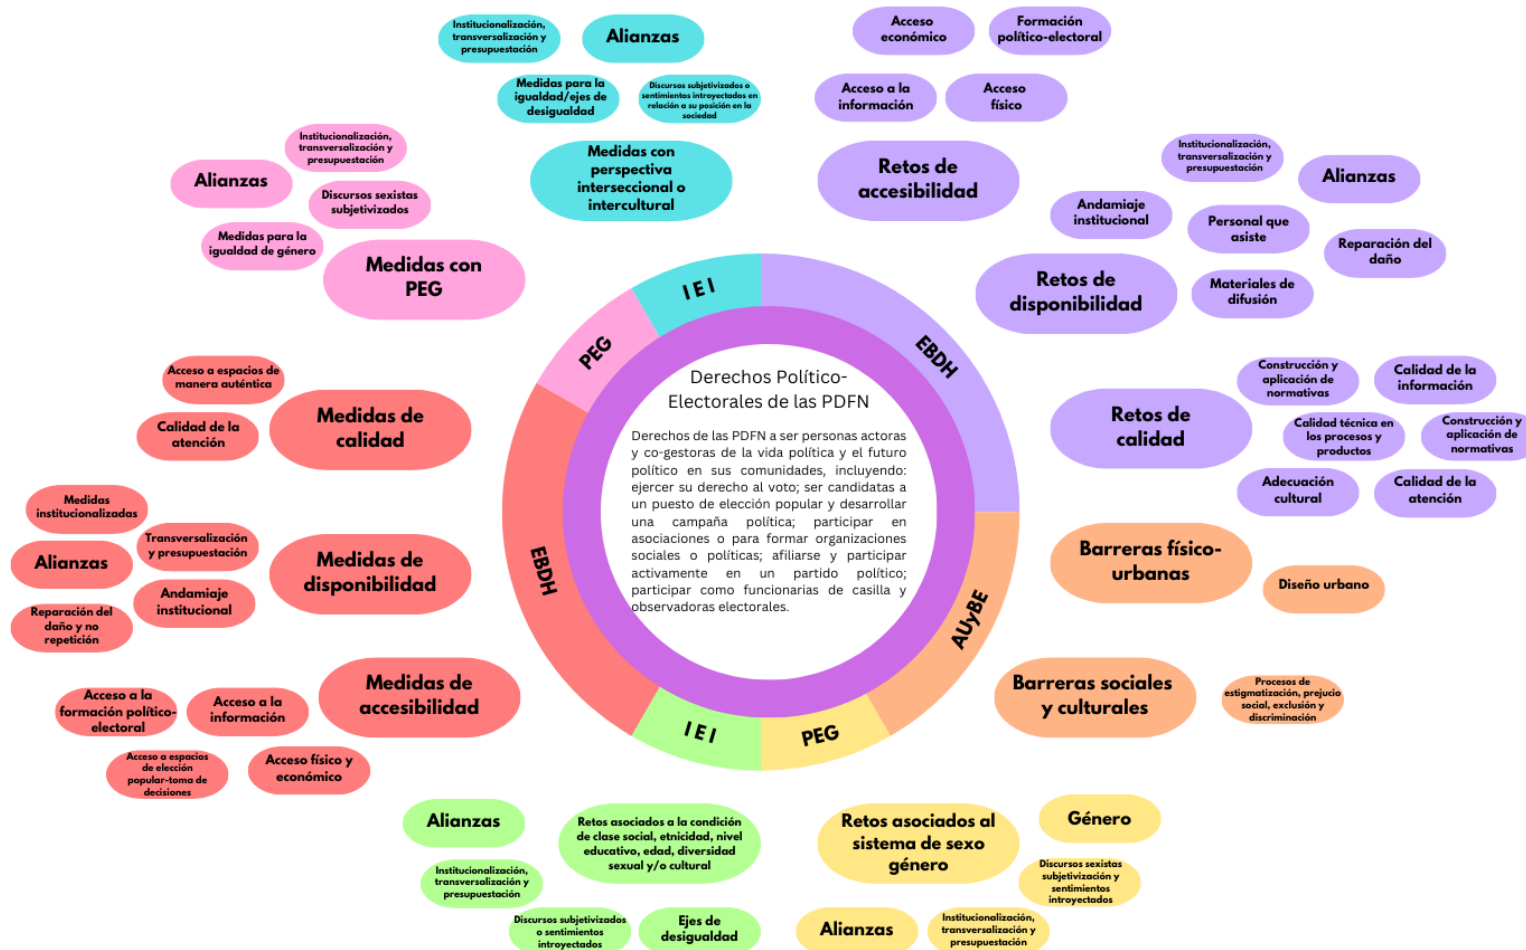 Institucionalización,
transversalización y
presupuestación
Alianzas
Medidas para la
igualdad/ejes de
desigualdad
Discursos subjetivizados o
sentimientos introyectados en
relación a su posición en la
sociedad
Medidas con
perspectiva
interseccional o
intercultural
Acceso
económico
Formación
político-electoral
Acceso a la
información
Acceso
físico
Retos de
accesibilidad
Institucionalización,
transversalización y
presupuestación
Alianzas
Andamiaje
institucional
Personal que
asiste
Reparación del
daño
Retos de
disponibilidad
Materiales de
difusión
Institucionalización,
transversalización y
presupuestación
Alianzas
Discursos sexistas
subjetivizados
Medidas para la
igualdad de género
Medidas con
PEG
IEI
PEG
EBDH
EBDH
AUyBE
IEI
PEG
Derechos Político-
Electorales de las PDFN
Derechos de las PDFN a ser personas actoras
y co-gestoras de la vida política y el futuro
político en sus comunidades, incluyendo:
ejercer su derecho al voto; ser candidatas a
un puesto de elección popular y desarrollar
una campaña política; participar en
asociaciones o para formar organizaciones
sociales o políticas; afiliarse y participar
activamente en un partido político;
participar como funcionarias de casilla y
observadoras electorales.
Acceso a espacios de
manera auténtica
Calidad de la
atención
Medidas de
calidad
Construcción y
aplicación de
normativas
Calidad de la
información
Retos de
calidad
Calidad técnica en
los procesos y
productos
Construcción y
aplicación de
normativas
Adecuación
cultural
Calidad de la
atención
Medidas
institucionalizadas
Transversalización
y presupuestación
Alianzas
Andamiaje
institucional
Reparación del
daño y no
repetición
Medidas de
disponibilidad
Barreras físico-
urbanas
Diseño urbano
Acceso a la
formación político-
electoral
Acceso a la
información
Medidas de
accesibilidad
Acceso a espacios
de elección
popular-toma de
decisiones
Acceso físico y
económico
Barreras sociales
y culturales
Procesos de
estigmatización, prejucio
social, exclusión y
discriminación
Alianzas
Retos asociados a la condición
de clase social, etnicidad, nivel
educativo, edad, diversidad
sexual y/o cultural
Institucionalización,
transversalización y
presupuestación
Discursos subjetivizados
o sentimientos
introyectados
Ejes de
desigualdad
Retos asociados al
sistema de sexo
género
Género
Discursos sexistas
subjetivización y
sentimientos
introyectados
Alianzas
Institucionalización,
transversalización y
presupuestación